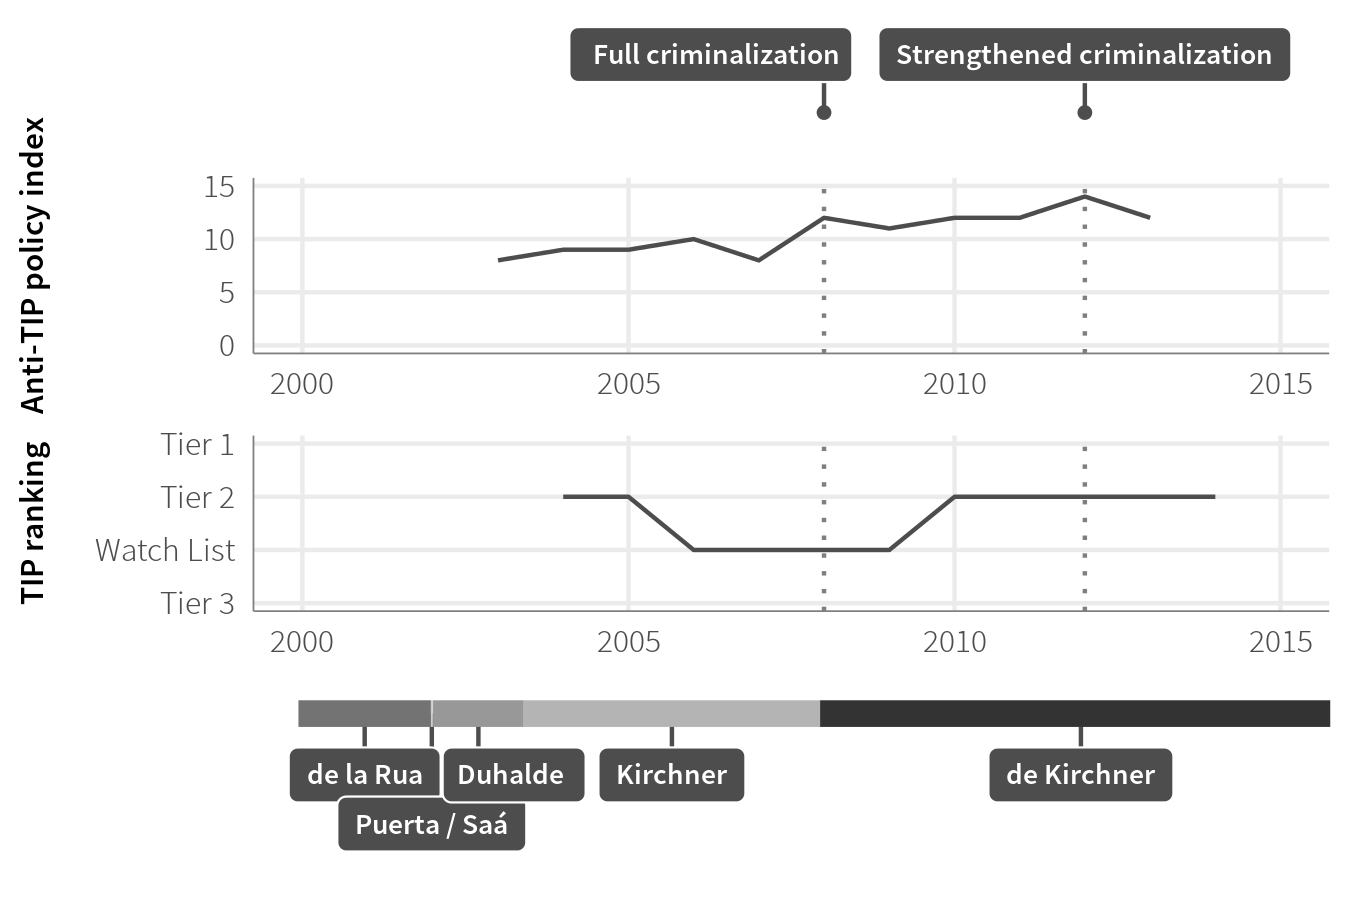 Full criminalization
Strengthened criminalization
Anti-TIP policy index
15
10
5
0
2000 2005 2010 2015
TIP ranking
Tier 1
Tier 2
Watch List
Tier 3
2000 2005 2010 2015
de la Rua Duhalde Kirchner de Kirchner
Puerta / Saá